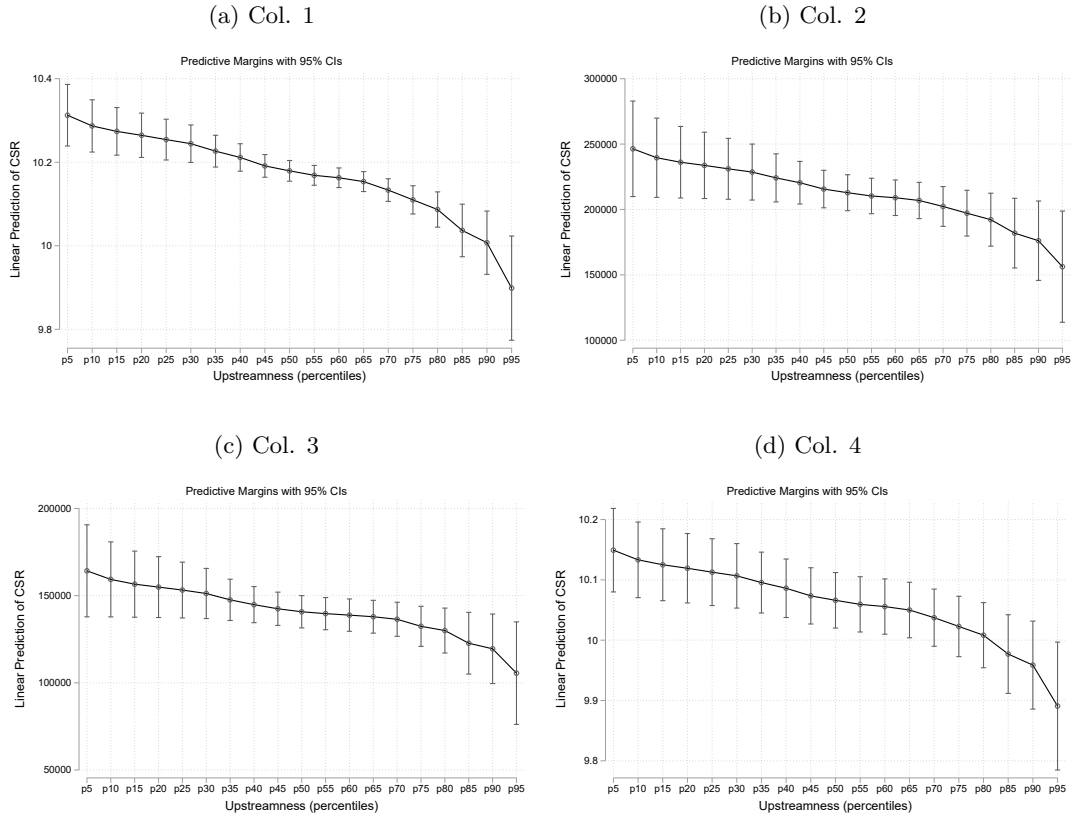 (a) Col. 1
Predictive Margins with 95% CIs
Linear Prediction of CSR
10.4
10.2
10
9.8
p5 p10 p15 p20 p25 p30 p35 p40 p45 p50 p55 p60 p65 p70 p75 p80 p85 p90 p95
Upstreamness (percentiles)
(b) Col. 2
Predictive Margins with 95% CIs
Linear Prediction of CSR
300000
250000
200000
150000
100000
p5 p10 p15 p20 p25 p30 p35 p40 p45 p50 p55 p60 p65 p70 p75 p80 p85 p90 p95
Upstreamness (percentiles)
(c) Col. 3
Predictive Margins with 95% CIs
Linear Prediction of CSR
200000
150000
100000
50000
p5 p10 p15 p20 p25 p30 p35 p40 p45 p50 p55 p60 p65 p70 p75 p80 p85 p90 p95
Upstreamness (percentiles)
(d) Col. 4
Predictive Margins with 95% CIs
Linear Prediction of CSR
10.2
10.1
10
9.9
9.8
p5 p10 p15 p20 p25 p30 p35 p40 p45 p50 p55 p60 p65 p70 p75 p80 p85 p90 p95
Upstreamness (percentiles)